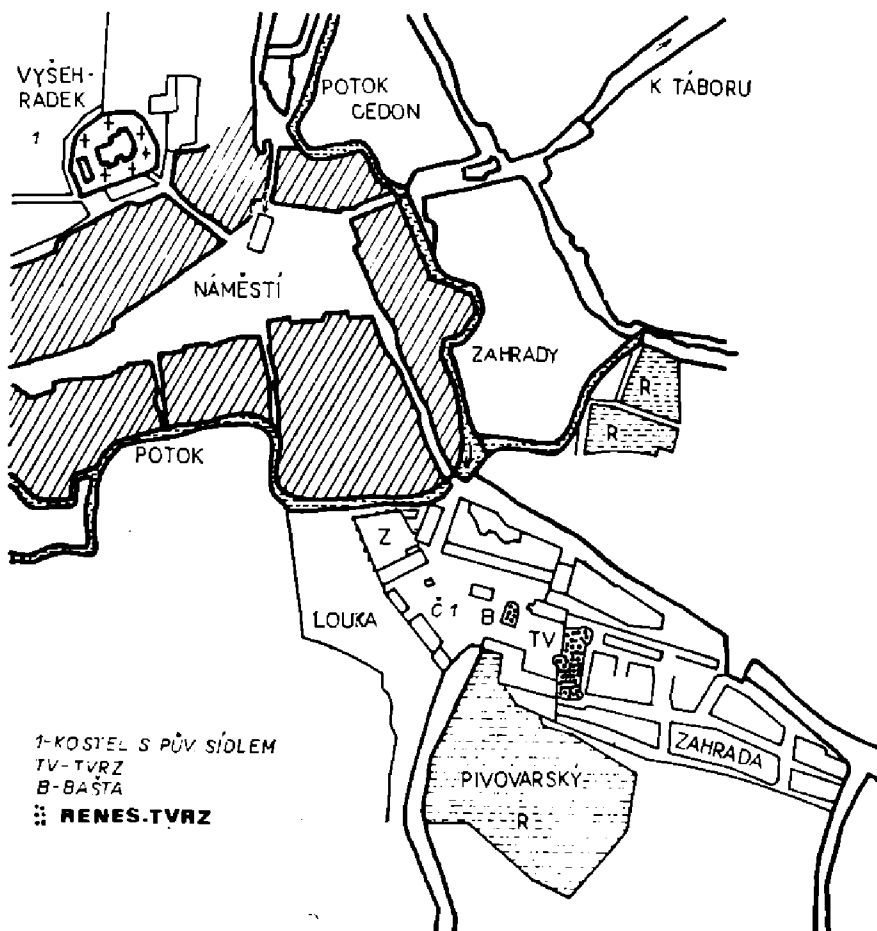 VYŠEH-
RADEK
1
POTOK
CEDON
K TÁBORU
NÁMĚSTÍ
ZAHRADY
R
R
POTOK
Z
LOUKA
Č1
B
TV
ZAHRADA
PIVOVARSKÝ
R
1-KOSTEL S PŮV SÍDLEM
TV-TVRZ
B-BAŠTA
RENES.TVRZ